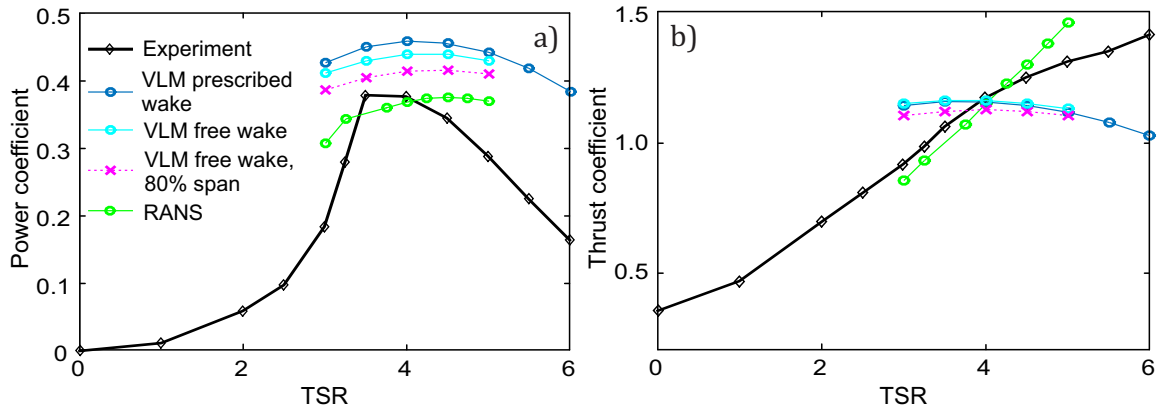 0.5
0.4
0.3
0.2
0.1
0
Power coefficient
0
2
4
6
TSR
a)
Experiment
VLM prescribed
wake
VLM free wake
VLM free wake,
80% span
RANS
1.5
1.0
0.5
Thrust coefficient
0
2
4
6
TSR
b)